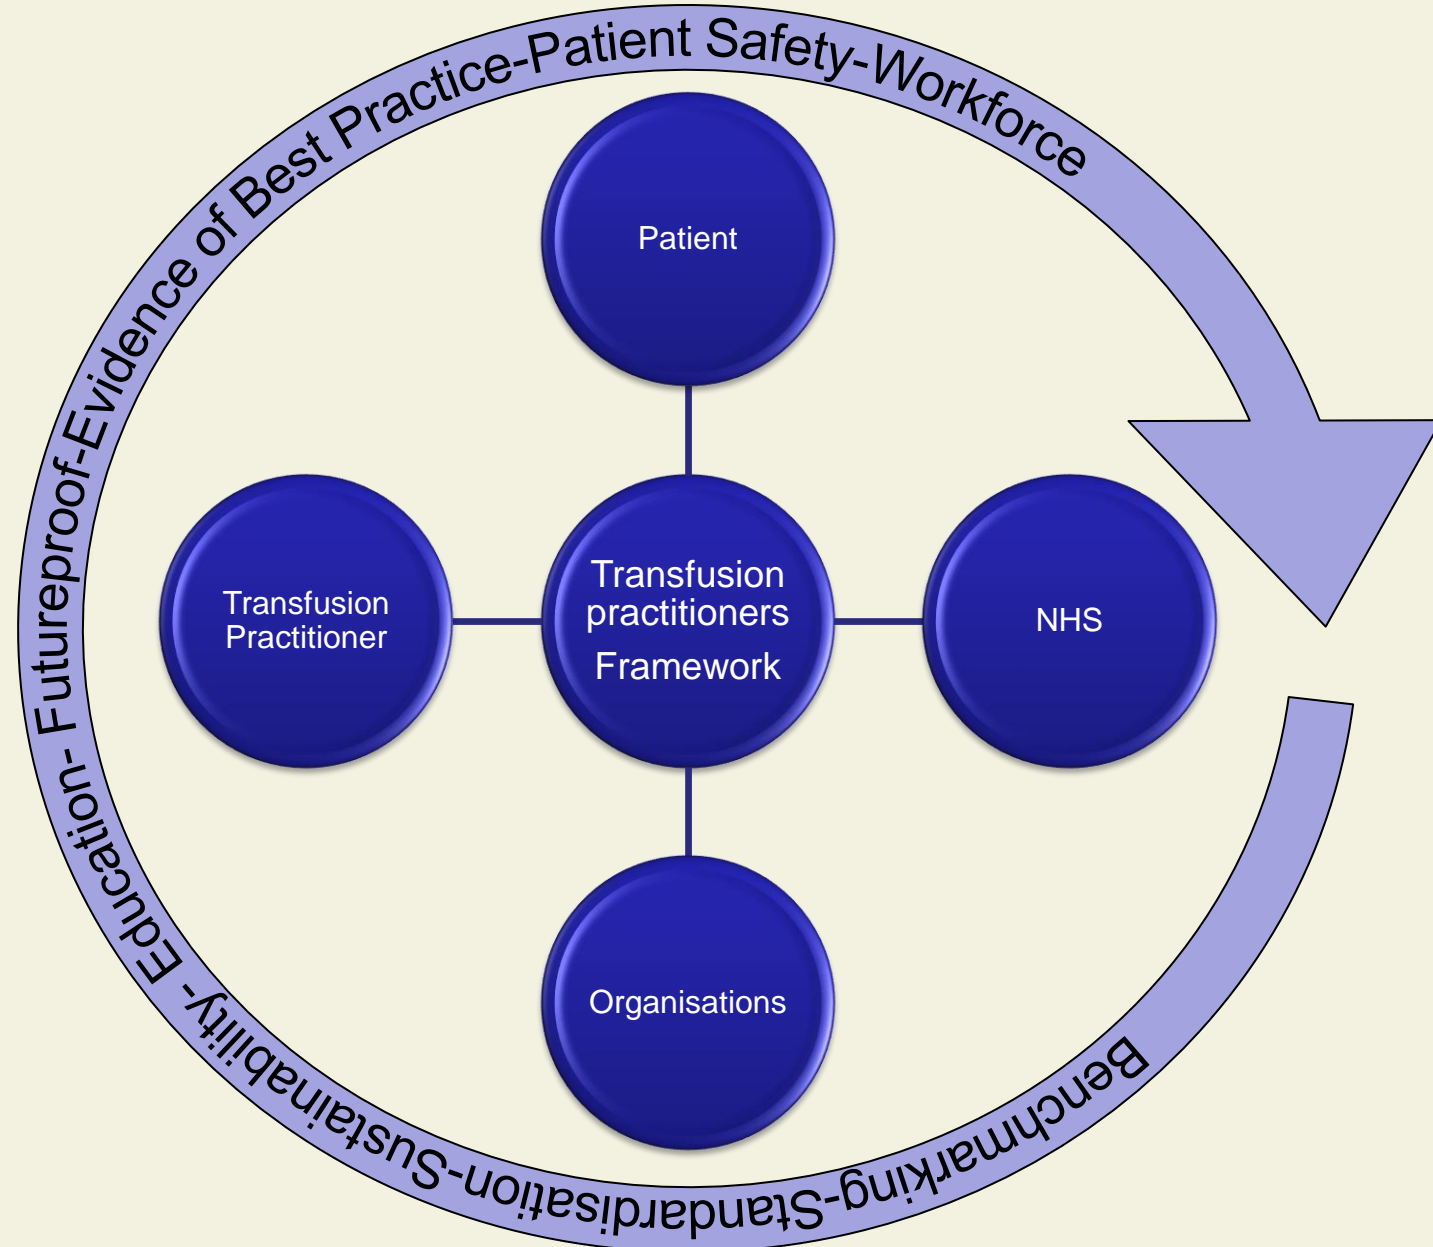 Benchmarking-Standardisation-Sustainability- Education- Futureproof-Evidence of Best Practice-Patient Safety-Workforce
Patient
Transfusion
Practitioner
Transfusion
practitioners
Framework
NHS
Organisations